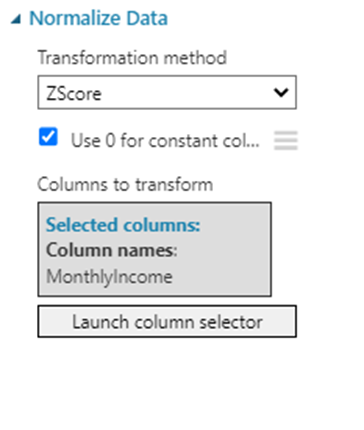 Normalize Data
Transformation method
ZScore
Use 0 for constant col...
Columns to transform
Selected columns:
Column names:
MonthlyIncome
Launch column selector